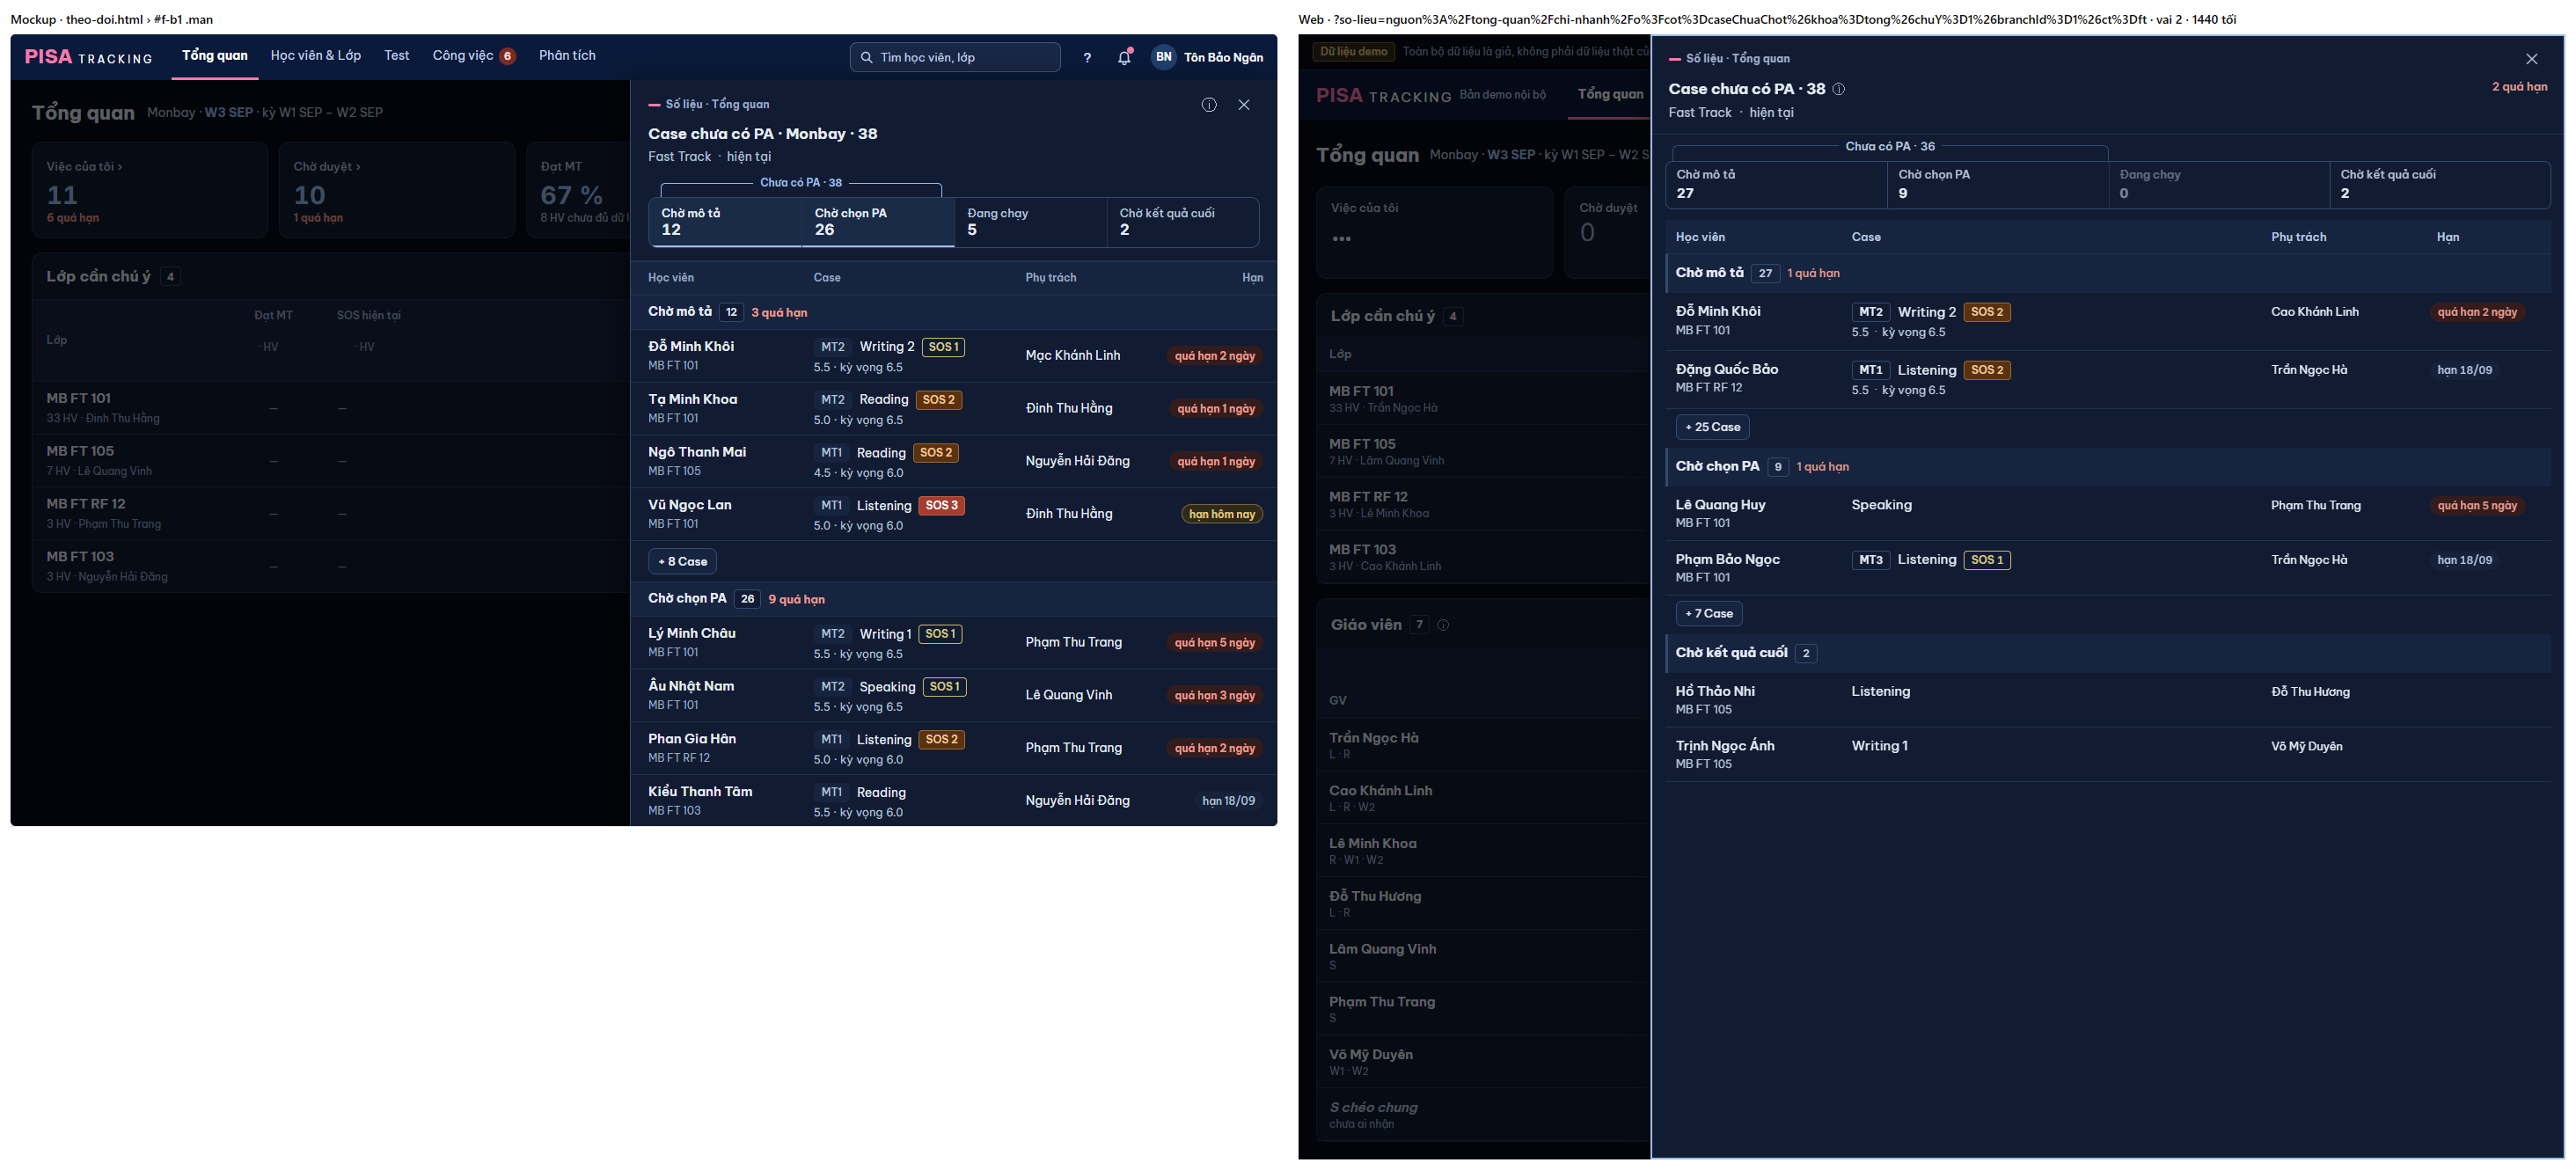 Mockup · theo-doi.html › #f-b1 .man
PISA TRACKING
Tổng quan
Học viên & Lớp
Test
Công việc 6
Phân tích
Tìm học viên, lớp
?
BN Tôn Bảo Ngân
Tổng quan Monbay · W3 SEP · kỳ W1 SEP – W2 SEP
Việc của tôi ›
11
6 quá hạn
Chờ duyệt ›
10
1 quá hạn
Đạt MT
67 %
8 HV chưa đủ dữ l
Lớp cần chú ý 4
Lớp
Đạt MT
· HV
SOS hiện tại
· HV
MB FT 101 — —
33 HV · Đinh Thu Hằng
MB FT 105 — —
7 HV · Lê Quang Vinh
MB FT RF 12 — —
3 HV · Phạm Thu Trang
MB FT 103 — —
3 HV · Nguyễn Hải Đăng
Số liệu · Tổng quan
Case chưa có PA · Monbay · 38
Fast Track · hiện tại
Chưa có PA · 38
Chờ mô tả
12
Chờ chọn PA
26
Đang chạy
5
Chờ kết quả cuối
2
Học viên Case Phụ trách Hạn
Chờ mô tả 12 3 quá hạn
Đỗ Minh Khôi MT2 Writing 2 SOS 1 Mạc Khánh Linh quá hạn 2 ngày
MB FT 101 5.5 · kỳ vọng 6.5
Tạ Minh Khoa MT2 Reading SOS 2 Đinh Thu Hằng quá hạn 1 ngày
MB FT 101 5.0 · kỳ vọng 6.5
Ngô Thanh Mai MT1 Reading SOS 2 Nguyễn Hải Đăng quá hạn 1 ngày
MB FT 105 4.5 · kỳ vọng 6.0
Vũ Ngọc Lan MT1 Listening SOS 3 Đinh Thu Hằng hạn hôm nay
MB FT 101 5.0 · kỳ vọng 6.0
+ 8 Case
Chờ chọn PA 26 9 quá hạn
Lý Minh Châu MT2 Writing 1 SOS 1 Phạm Thu Trang quá hạn 5 ngày
MB FT 101 5.5 · kỳ vọng 6.5
Âu Nhật Nam MT2 Speaking SOS 1 Lê Quang Vinh quá hạn 3 ngày
MB FT 101 5.5 · kỳ vọng 6.5
Phan Gia Hân MT1 Listening SOS 2 Phạm Thu Trang quá hạn 2 ngày
MB FT RF 12 5.0 · kỳ vọng 6.0
Kiều Thanh Tâm MT1 Reading Nguyễn Hải Đăng hạn 18/09
MB FT 103 5.5 · kỳ vọng 6.0
Web · ?so-lieu=nguon%3A%2Ftong-quan%2Fchi-nhanh%2Fo%3Fcot%3DcaseChuaChot%26khoa%3Dtong%26chuY%3D1%26branchId%3D1%26ct%3Dft · vai 2 · 1440 tối
Dữ liệu demo Toàn bộ dữ liệu là giả, không phải dữ liệu thật củ
PISA TRACKING Bản demo nội bộ Tổng quan
Tổng quan Monbay · W3 SEP · kỳ W1 SEP – W2 S
Việc của tôi
•••
Chờ duyệt
0
Lớp cần chú ý 4
Lớp
MB FT 101
33 HV · Trần Ngọc Hà
MB FT 105
7 HV · Lâm Quang Vinh
MB FT RF 12
3 HV · Lê Minh Khoa
MB FT 103
3 HV · Cao Khánh Linh
Giáo viên 7
GV
Trần Ngọc Hà
L · R
Cao Khánh Linh
L · R · W2
Lê Minh Khoa
R · W1 · W2
Đỗ Thu Hương
L · R
Lâm Quang Vinh
S
Phạm Thu Trang
S
Võ Mỹ Duyên
W1 · W2
S chéo chung
chưa ai nhận
Số liệu · Tổng quan
Case chưa có PA · 38
2 quá hạn
Fast Track · hiện tại
Chưa có PA · 36
Chờ mô tả
27
Chờ chọn PA
9
Đang chạy
0
Chờ kết quả cuối
2
Học viên Case Phụ trách Hạn
Chờ mô tả 27 1 quá hạn
Đỗ Minh Khôi MT2 Writing 2 SOS 2 Cao Khánh Linh quá hạn 2 ngày
MB FT 101 5.5 · kỳ vọng 6.5
Đặng Quốc Bảo MT1 Listening SOS 2 Trần Ngọc Hà hạn 18/09
MB FT RF 12 5.5 · kỳ vọng 6.5
+ 25 Case
Chờ chọn PA 9 1 quá hạn
Lê Quang Huy Speaking Phạm Thu Trang quá hạn 5 ngày
MB FT 101
Phạm Bảo Ngọc MT3 Listening SOS 1 Trần Ngọc Hà hạn 18/09
MB FT 101
+ 7 Case
Chờ kết quả cuối 2
Hồ Thảo Nhi Listening Đỗ Thu Hương
MB FT 105
Trịnh Ngọc Ánh Writing 1 Võ Mỹ Duyên
MB FT 105